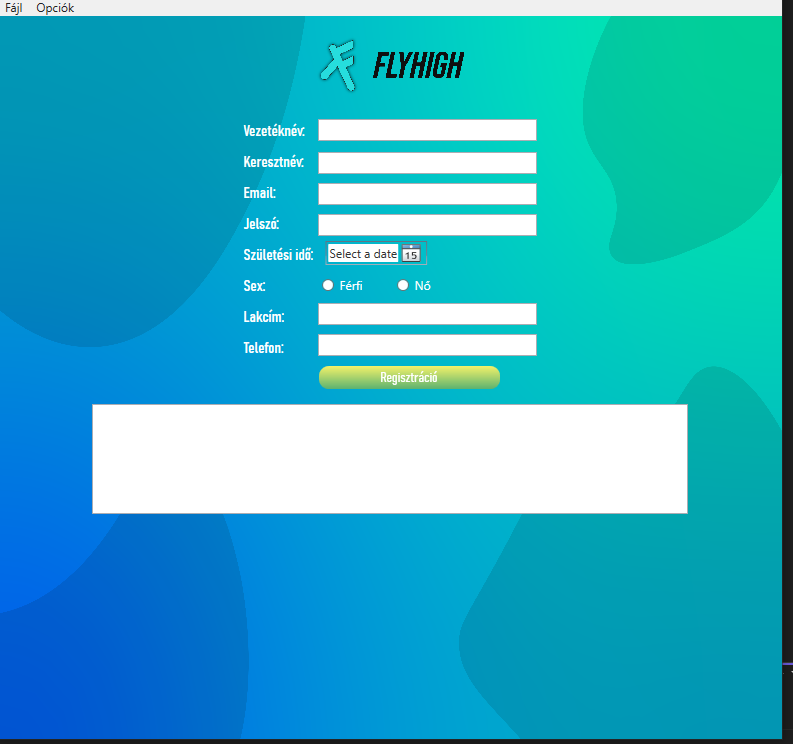 Fájl Opciók
FLYHIGH
Vezetéknév:
Keresztnév:
Email:
Jelszó:
Születési idő: Select a date 15
Sex: Férfi Nő
Lakcím:
Telefon:
Regisztráció